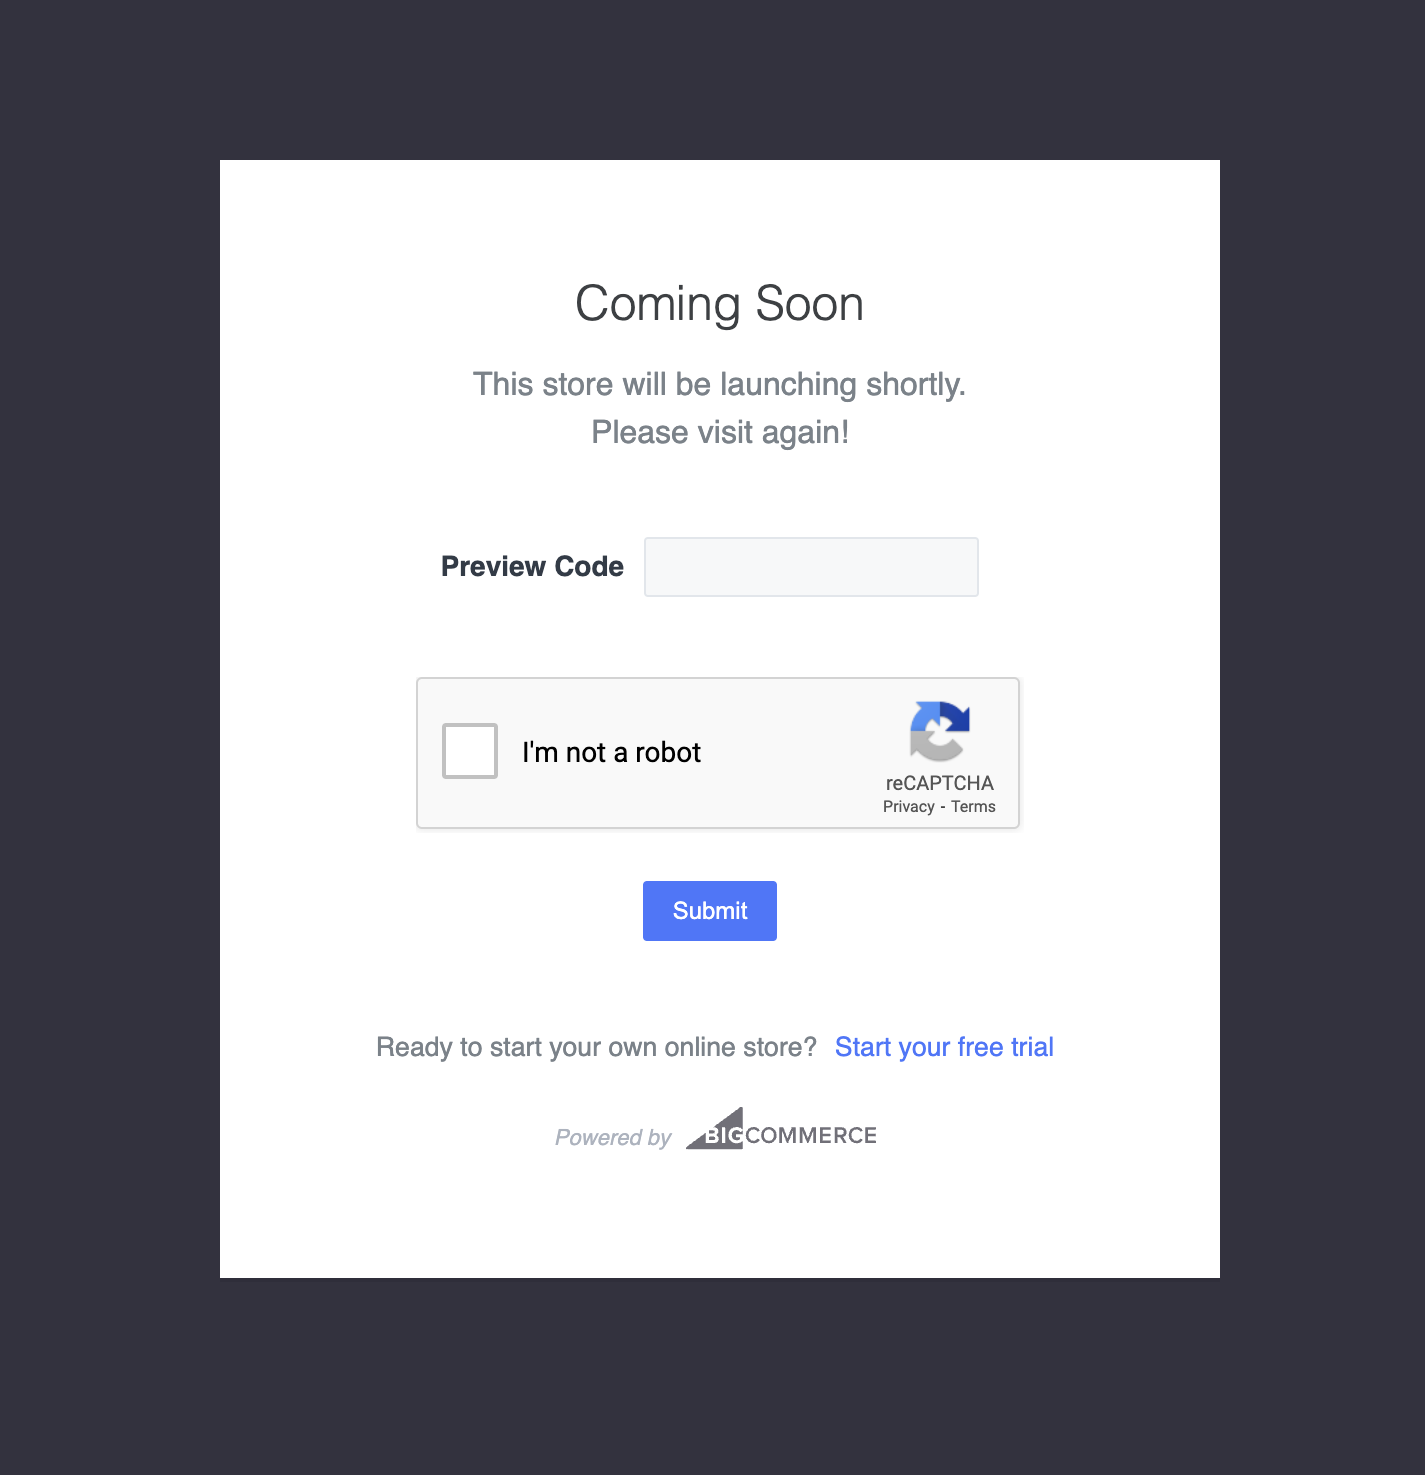 Coming Soon
This store will be launching shortly.
Please visit again!
Preview Code
I'm not a robot
reCAPTCHA
Privacy - Terms
Submit
Ready to start your own online store? Start your free trial
Powered by BIGCOMMERCE